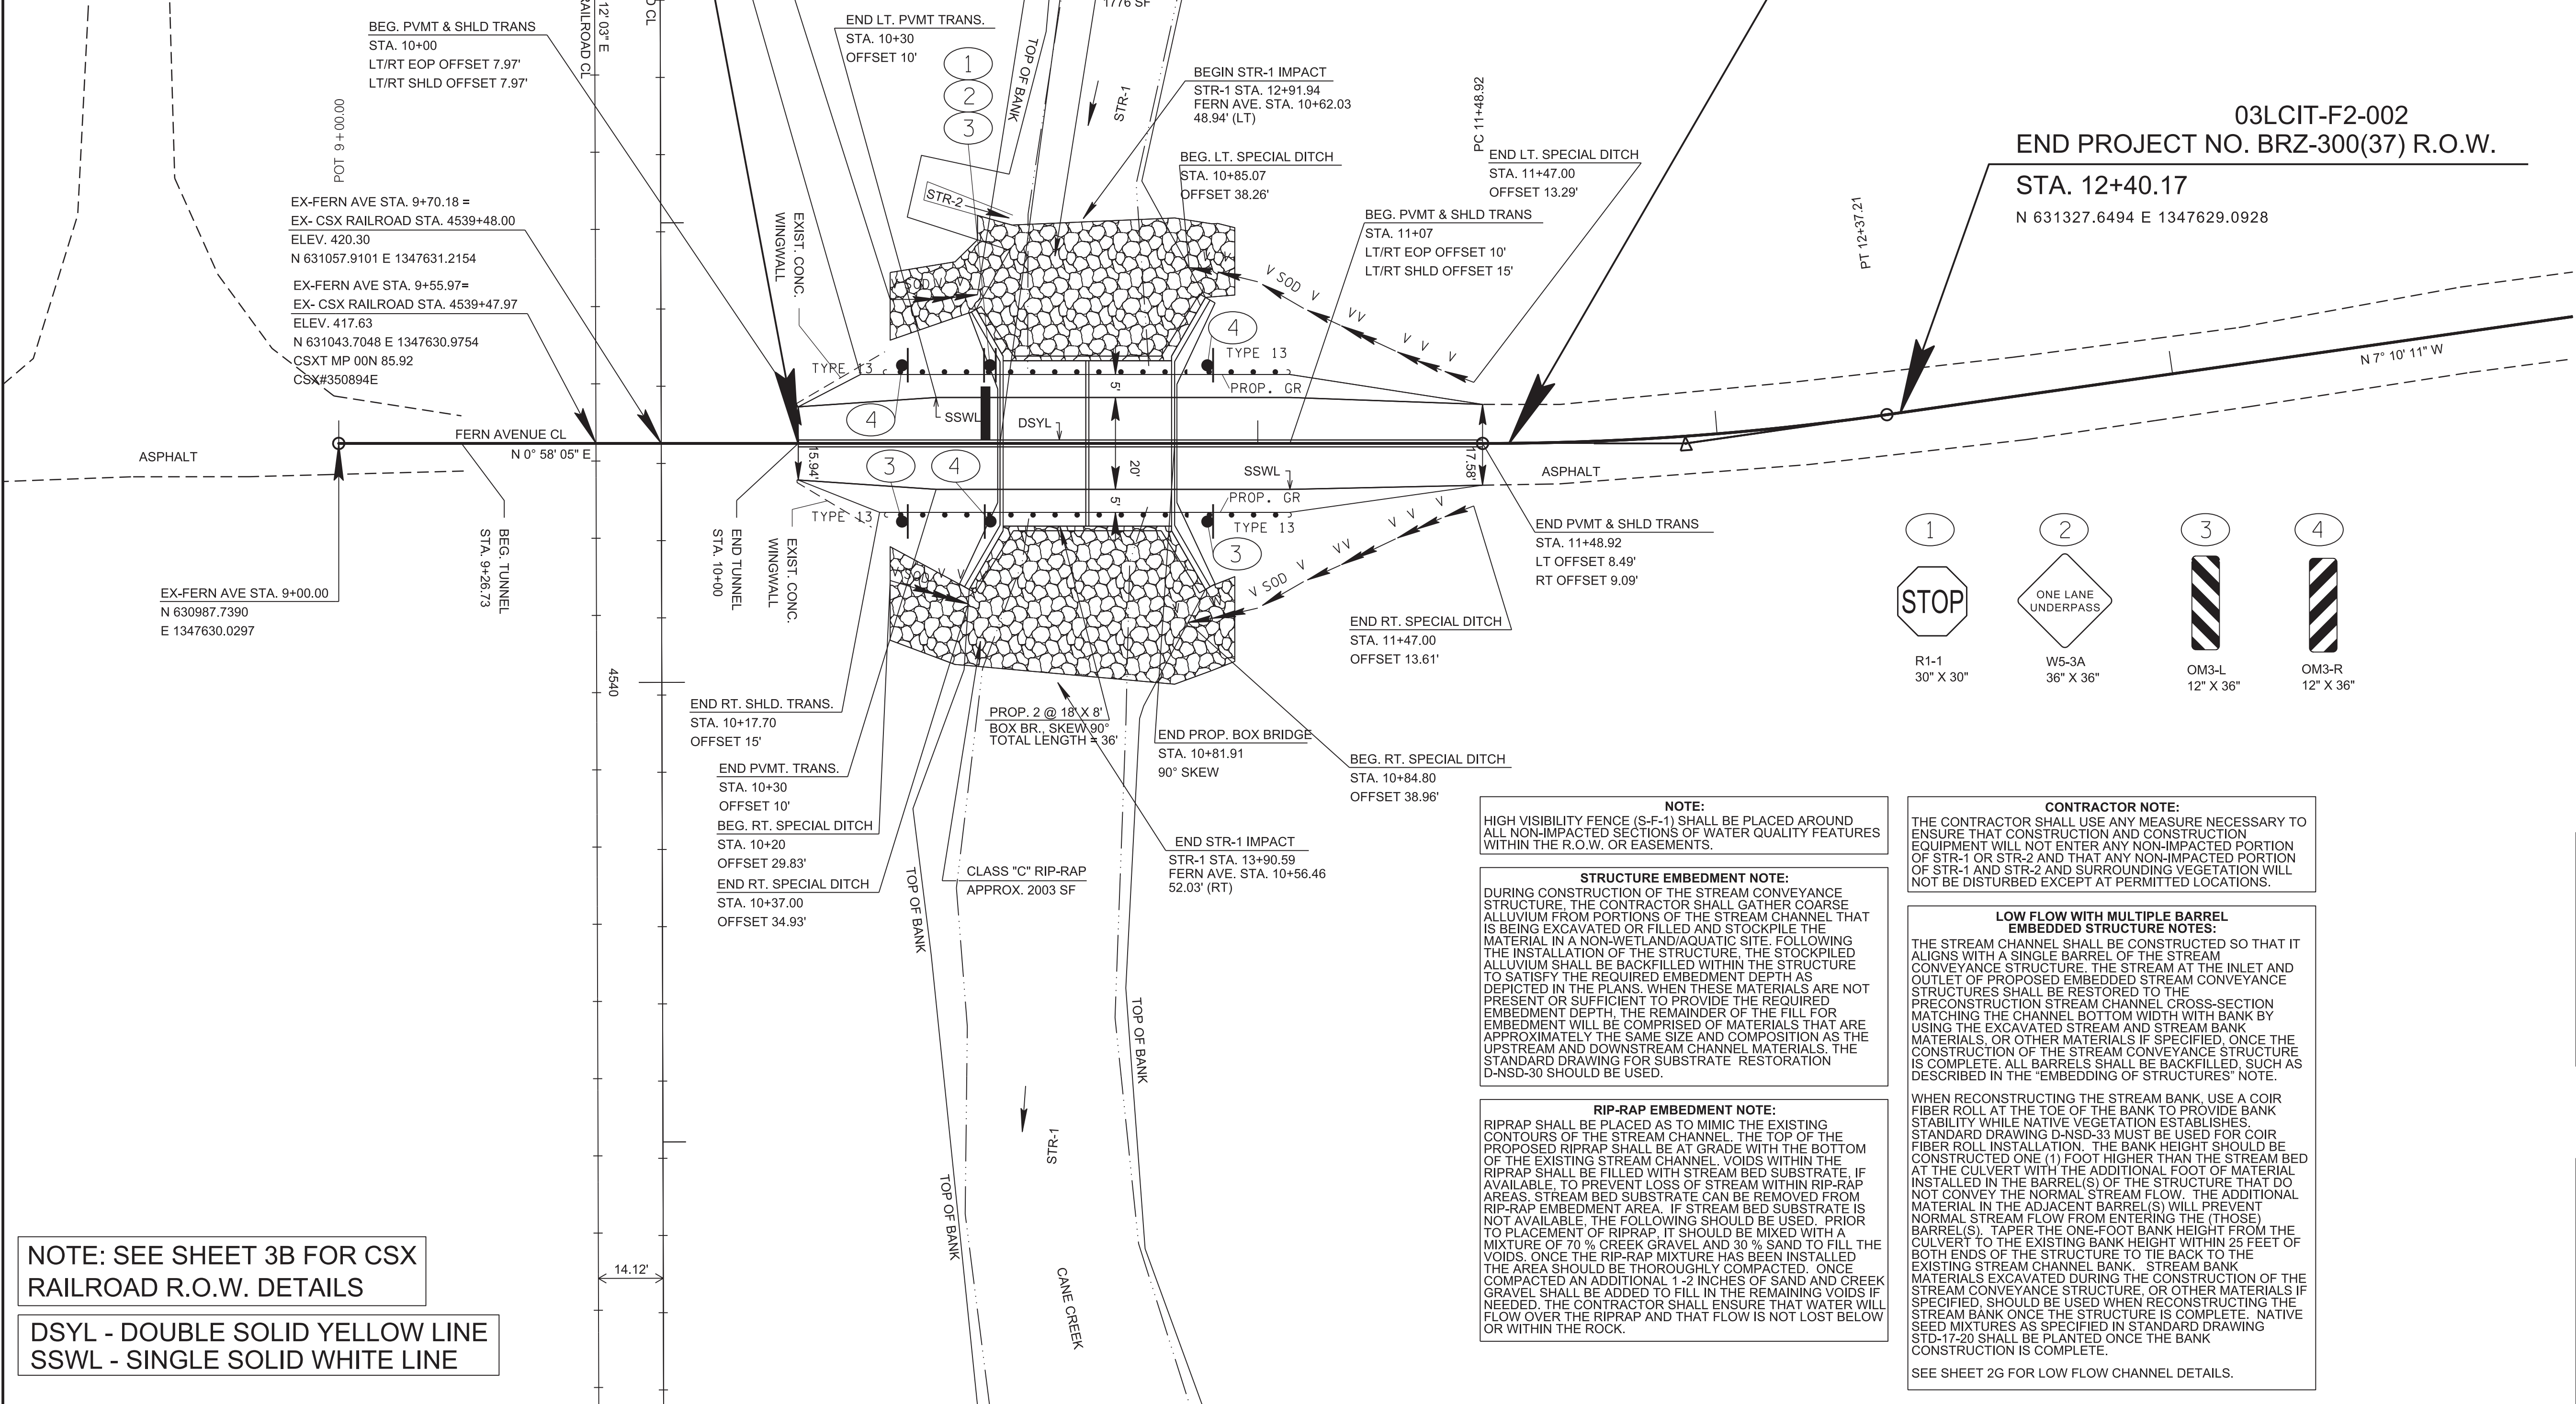 12' 03" E
RAILROAD CL
CL
BEG. PVMT & SHLD TRANS
STA. 10+00
LT/RT EOP OFFSET 7.97'
LT/RT SHLD OFFSET 7.97'
END LT. PVMT TRANS.
STA. 10+30
OFFSET 10'
1776 SF
1
2
3
TOP OF BANK
STR-1
STR-2
BEGIN STR-1 IMPACT
STR-1 STA. 12+91.94
FERN AVE. STA. 10+62.03
48.94' (LT)
BEG. LT. SPECIAL DITCH
STA. 10+85.07
OFFSET 38.26'
PC 11+48.92
END LT. SPECIAL DITCH
STA. 11+47.00
OFFSET 13.29'
BEG. PVMT & SHLD TRANS
STA. 11+07
LT/RT EOP OFFSET 10'
LT/RT SHLD OFFSET 15'
03LCIT-F2-002
END PROJECT NO. BRZ-300(37) R.O.W.
STA. 12+40.17
N 631327.6494 E 1347629.0928
PT 12+37.21
N 7° 10' 11" W
POT 9+00.00
EX-FERN AVE STA. 9+70.18 =
EX- CSX RAILROAD STA. 4539+48.00
ELEV. 420.30
N 631057.9101 E 1347631.2154
EX-FERN AVE STA. 9+55.97=
EX- CSX RAILROAD STA. 4539+47.97
ELEV. 417.63
N 631043.7048 E 1347630.9754
CSXT MP 00N 85.92
CSX#350894E
EXIST. CONC.
WINGWALL
V SOD V V
V V
V SOD V
VV
V V V
4
TYPE 13
TYPE 13
PROP. GR
5'
4
SSWL
DSYL
FERN AVENUE CL
N 0° 58' 05" E
ASPHALT
15.94'
3
4
20'
SSWL
17.58'
ASPHALT
5'
PROP. GR
TYPE 13
TYPE 13
3
EXIST. CONC.
WINGWALL
END TUNNEL
STA. 10+00
BEG. TUNNEL
STA. 9+26.73
V SOD V V
V V
V SOD V
VV
V V V
EX-FERN AVE STA. 9+00.00
N 630987.7390
E 1347630.0297
END PVMT & SHLD TRANS
STA. 11+48.92
LT OFFSET 8.49'
RT OFFSET 9.09'
END RT. SPECIAL DITCH
STA. 11+47.00
OFFSET 13.61'
1
2
3
4
STOP
ONE LANE
UNDERPASS
R1-1
30" X 30"
W5-3A
36" X 36"
OM3-L
12" X 36"
OM3-R
12" X 36"
4540
END RT. SHLD. TRANS.
STA. 10+17.70
OFFSET 15'
PROP. 2 @ 18' X 8'
BOX BR., SKEW 90°
TOTAL LENGTH = 36'
END PROP. BOX BRIDGE
STA. 10+81.91
90° SKEW
BEG. RT. SPECIAL DITCH
STA. 10+84.80
OFFSET 38.96'
END PVMT. TRANS.
STA. 10+30
OFFSET 10'
BEG. RT. SPECIAL DITCH
STA. 10+20
OFFSET 29.83'
END RT. SPECIAL DITCH
STA. 10+37.00
OFFSET 34.93'
END STR-1 IMPACT
STR-1 STA. 13+90.59
FERN AVE. STA. 10+56.46
52.03' (RT)
CLASS "C" RIP-RAP
APPROX. 2003 SF
TOP OF BANK
TOP OF BANK
TOP OF BANK
STR-1
CANE CREEK
14.12'
NOTE: SEE SHEET 3B FOR CSX
RAILROAD R.O.W. DETAILS
DSYL - DOUBLE SOLID YELLOW LINE
SSWL - SINGLE SOLID WHITE LINE
NOTE:
HIGH VISIBILITY FENCE (S-F-1) SHALL BE PLACED AROUND
ALL NON-IMPACTED SECTIONS OF WATER QUALITY FEATURES
WITHIN THE R.O.W. OR EASEMENTS.
STRUCTURE EMBEDMENT NOTE:
DURING CONSTRUCTION OF THE STREAM CONVEYANCE
STRUCTURE, THE CONTRACTOR SHALL GATHER COARSE
ALLUVIUM FROM PORTIONS OF THE STREAM CHANNEL THAT
IS BEING EXCAVATED OR FILLED AND STOCKPILE THE
MATERIAL IN A NON-WETLAND/AQUATIC SITE. FOLLOWING
THE INSTALLATION OF THE STRUCTURE, THE STOCKPILED
ALLUVIUM SHALL BE BACKFILLED WITHIN THE STRUCTURE
TO SATISFY THE REQUIRED EMBEDMENT DEPTH AS
DEPICTED IN THE PLANS. WHEN THESE MATERIALS ARE NOT
PRESENT OR SUFFICIENT TO PROVIDE THE REQUIRED
EMBEDMENT DEPTH, THE REMAINDER OF THE FILL FOR
EMBEDMENT WILL BE COMPRISED OF MATERIALS THAT ARE
APPROXIMATELY THE SAME SIZE AND COMPOSITION AS THE
UPSTREAM AND DOWNSTREAM CHANNEL MATERIALS. THE
STANDARD DRAWING FOR SUBSTRATE RESTORATION
D-NSD-30 SHOULD BE USED.
RIP-RAP EMBEDMENT NOTE:
RIPRAP SHALL BE PLACED AS TO MIMIC THE EXISTING
CONTOURS OF THE STREAM CHANNEL. THE TOP OF THE
PROPOSED RIPRAP SHALL BE AT GRADE WITH THE BOTTOM
OF THE EXISTING STREAM CHANNEL. VOIDS WITHIN THE
RIPRAP SHALL BE FILLED WITH STREAM BED SUBSTRATE, IF
AVAILABLE, TO PREVENT LOSS OF STREAM WITHIN RIP-RAP
AREAS. STREAM BED SUBSTRATE CAN BE REMOVED FROM
RIP-RAP EMBEDMENT AREA. IF STREAM BED SUBSTRATE IS
NOT AVAILABLE, THE FOLLOWING SHOULD BE USED. PRIOR
TO PLACEMENT OF RIPRAP, IT SHOULD BE MIXED WITH A
MIXTURE OF 70 % CREEK GRAVEL AND 30 % SAND TO FILL THE
VOIDS. ONCE THE RIP-RAP MIXTURE HAS BEEN INSTALLED
THE AREA SHOULD BE THOROUGHLY COMPACTED. ONCE
COMPACTED AN ADDITIONAL 1 -2 INCHES OF SAND AND CREEK
GRAVEL SHALL BE ADDED TO FILL IN THE REMAINING VOIDS IF
NEEDED. THE CONTRACTOR SHALL ENSURE THAT WATER WILL
FLOW OVER THE RIPRAP AND THAT FLOW IS NOT LOST BELOW
OR WITHIN THE ROCK.
CONTRACTOR NOTE:
THE CONTRACTOR SHALL USE ANY MEASURE NECESSARY TO
ENSURE THAT CONSTRUCTION AND CONSTRUCTION
EQUIPMENT WILL NOT ENTER ANY NON-IMPACTED PORTION
OF STR-1 OR STR-2 AND THAT ANY NON-IMPACTED PORTION
OF STR-1 AND STR-2 AND SURROUNDING VEGETATION WILL
NOT BE DISTURBED EXCEPT AT PERMITTED LOCATIONS.
LOW FLOW WITH MULTIPLE BARREL
EMBEDDED STRUCTURE NOTES:
THE STREAM CHANNEL SHALL BE CONSTRUCTED SO THAT IT
ALIGNS WITH A SINGLE BARREL OF THE STREAM
CONVEYANCE STRUCTURE. THE STREAM AT THE INLET AND
OUTLET OF PROPOSED EMBEDDED STREAM CONVEYANCE
STRUCTURES SHALL BE RESTORED TO THE
PRECONSTRUCTION STREAM CHANNEL CROSS-SECTION
MATCHING THE CHANNEL BOTTOM WIDTH WITH BANK BY
USING THE EXCAVATED STREAM AND STREAM BANK
MATERIALS, OR OTHER MATERIALS IF SPECIFIED, ONCE THE
CONSTRUCTION OF THE STREAM CONVEYANCE STRUCTURE
IS COMPLETE. ALL BARRELS SHALL BE BACKFILLED, SUCH AS
DESCRIBED IN THE "EMBEDDING OF STRUCTURES" NOTE.
WHEN RECONSTRUCTING THE STREAM BANK, USE A COIR
FIBER ROLL AT THE TOE OF THE BANK TO PROVIDE BANK
STABILITY WHILE NATIVE VEGETATION ESTABLISHES.
STANDARD DRAWING D-NSD-33 MUST BE USED FOR COIR
FIBER ROLL INSTALLATION. THE BANK HEIGHT SHOULD BE
CONSTRUCTED ONE (1) FOOT HIGHER THAN THE STREAM BED
AT THE CULVERT WITH THE ADDITIONAL FOOT OF MATERIAL
INSTALLED IN THE BARREL(S) OF THE STRUCTURE THAT DO
NOT CONVEY THE NORMAL STREAM FLOW. THE ADDITIONAL
MATERIAL IN THE ADJACENT BARREL(S) WILL PREVENT
NORMAL STREAM FLOW FROM ENTERING THE (THOSE)
BARREL(S). TAPER THE ONE-FOOT BANK HEIGHT FROM THE
CULVERT TO THE EXISTING BANK HEIGHT WITHIN 25 FEET OF
BOTH ENDS OF THE STRUCTURE TO TIE BACK TO THE
EXISTING STREAM CHANNEL BANK. STREAM BANK
MATERIALS EXCAVATED DURING THE CONSTRUCTION OF THE
STREAM CONVEYANCE STRUCTURE, OR OTHER MATERIALS IF
SPECIFIED, SHOULD BE USED WHEN RECONSTRUCTING THE
STREAM BANK ONCE THE STRUCTURE IS COMPLETE. NATIVE
SEED MIXTURES AS SPECIFIED IN STANDARD DRAWING
STD-17-20 SHALL BE PLANTED ONCE THE BANK
CONSTRUCTION IS COMPLETE.
SEE SHEET 2G FOR LOW FLOW CHANNEL DETAILS.